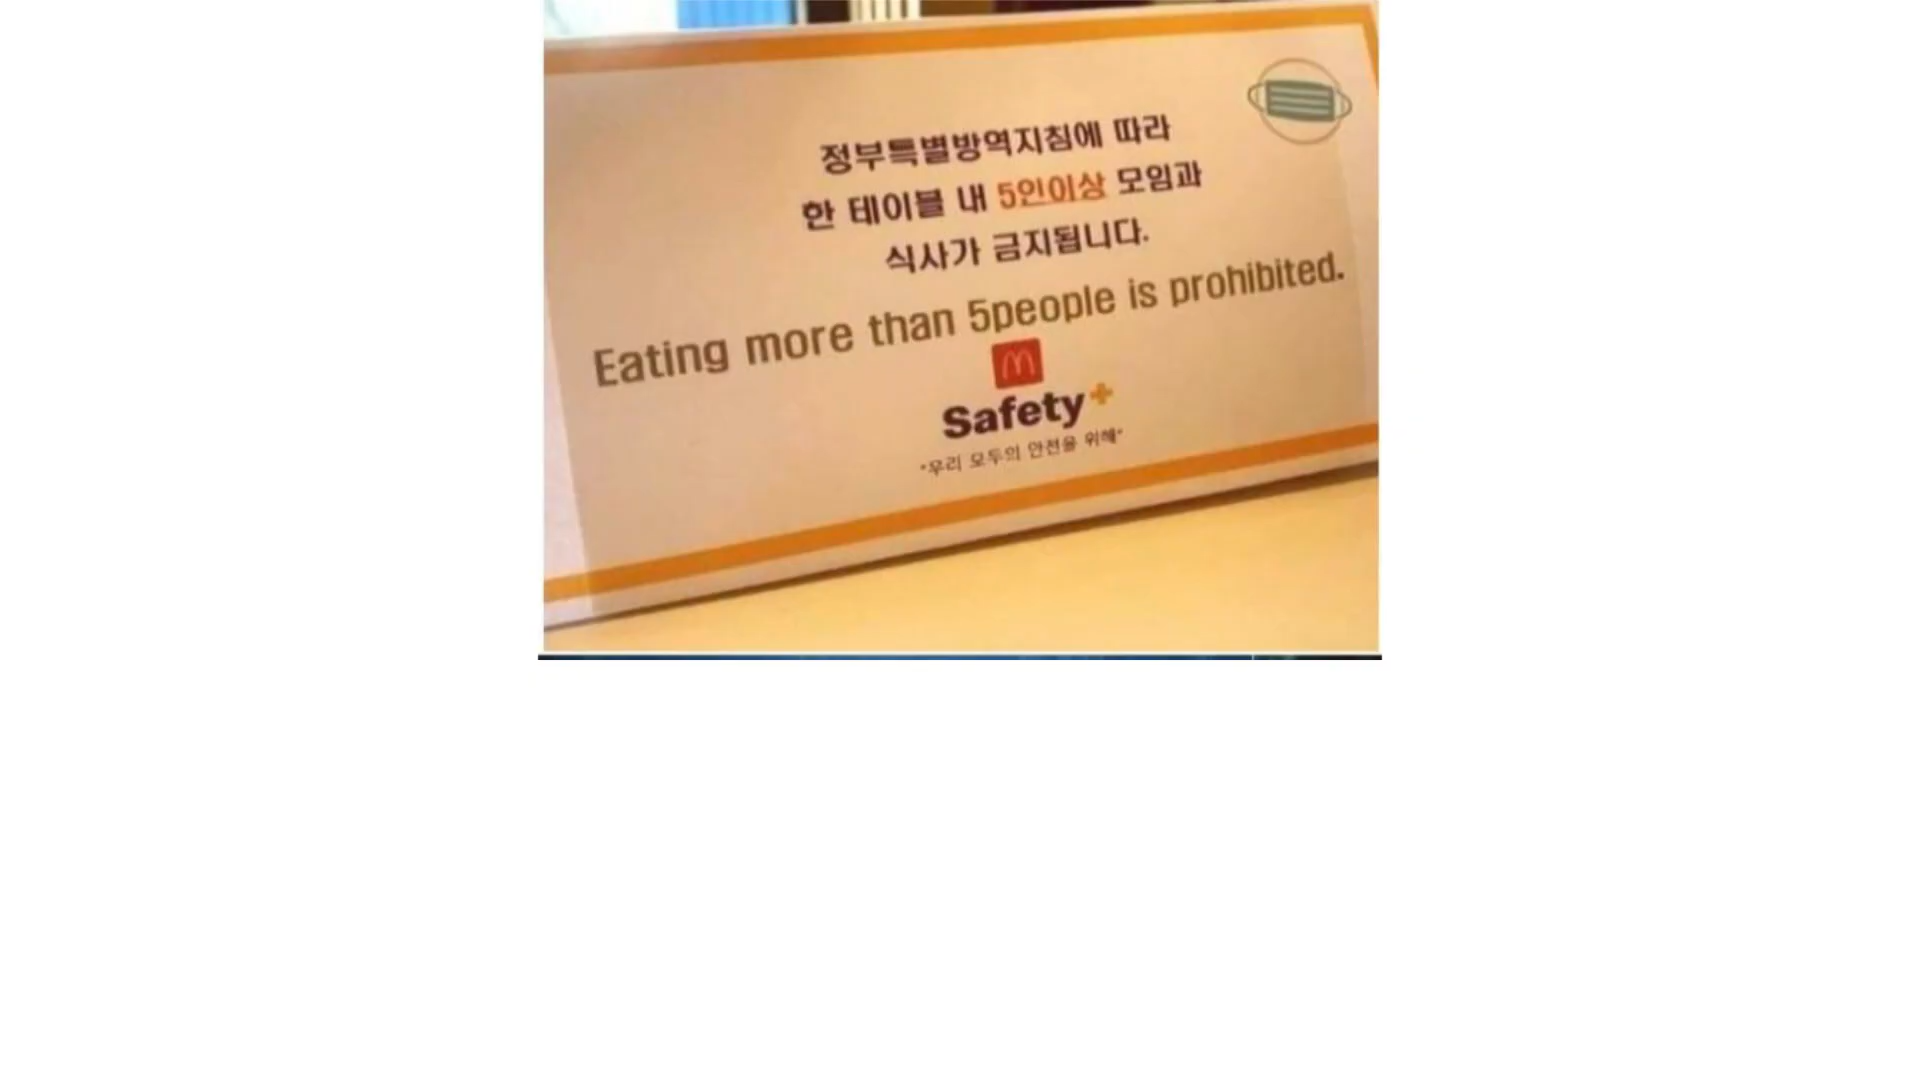 정부특별방역지침에 따라
한 테이블 내 5인이상 모임과
식사가 금지됩니다.
Eating more than 5people is prohibited.
Safety+
"우리 모두의 안전을 위해"